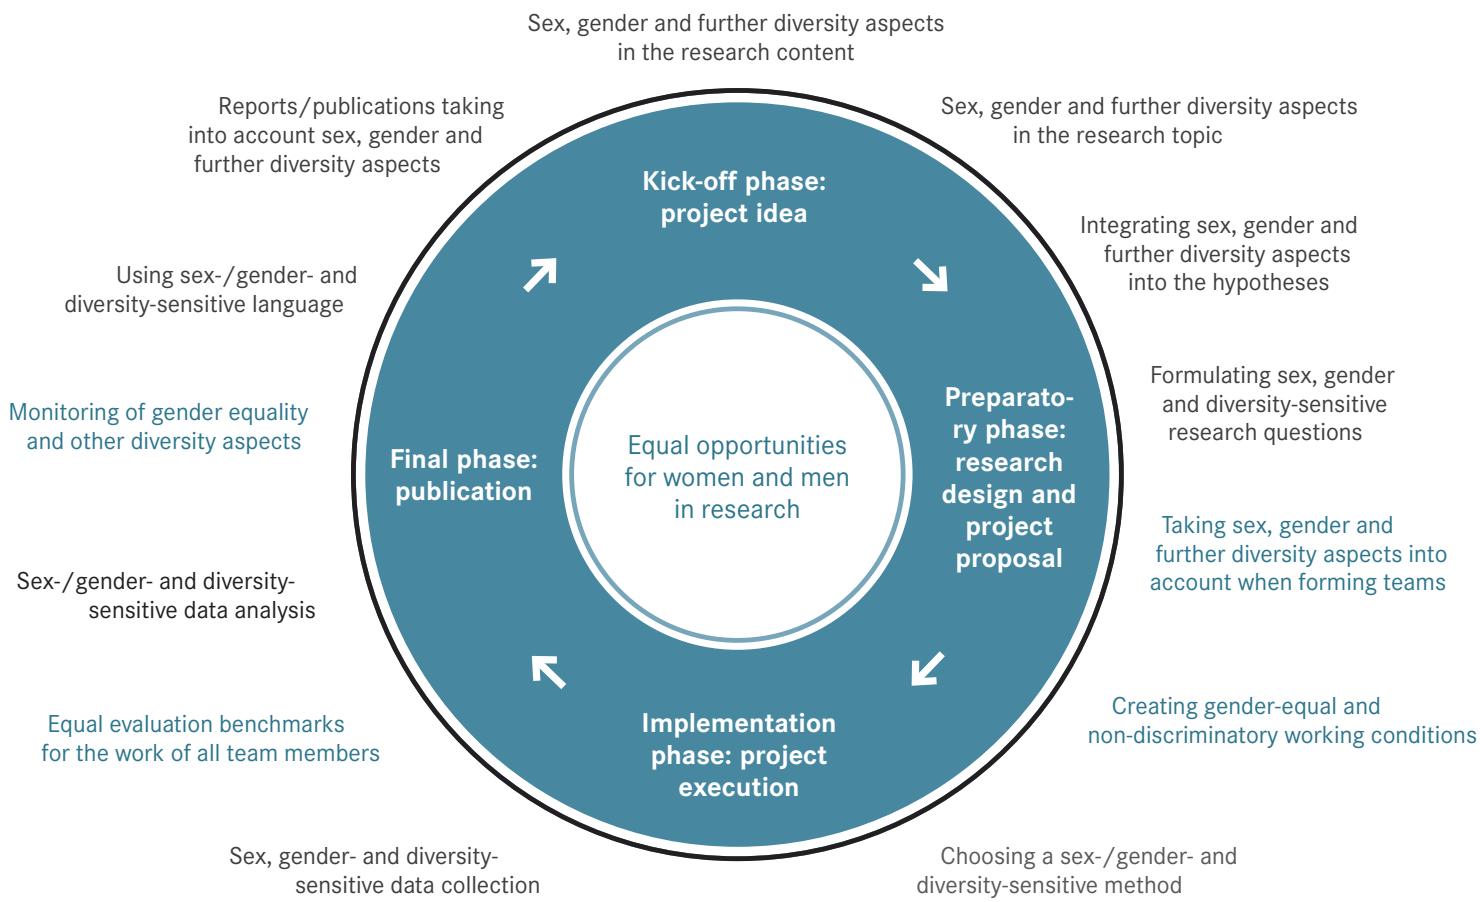 Sex, gender and further diversity aspects
in the research content
Sex, gender and further diversity aspects
in the research topic
Integrating sex, gender and
further diversity aspects
into the hypotheses
Formulating sex, gender
and diversity-sensitive
research questions
Taking sex, gender and
further diversity aspects into
account when forming teams
Creating gender-equal and
non-discriminatory working conditions
Choosing a sex-/gender- and
diversity-sensitive method
Sex, gender- and diversity-
sensitive data collection
Equal evaluation benchmarks
for the work of all team members
Sex-/gender- and diversity-
sensitive data analysis
Monitoring of gender equality
and other diversity aspects
Using sex-/gender- and
diversity-sensitive language
Reports/publications taking
into account sex, gender and
further diversity aspects
Kick-off phase:
project idea
Preparato-
ry phase:
research
design and
project
proposal
Implementation
phase: project
execution
Final phase:
publication
Equal opportunities
for women and men
in research